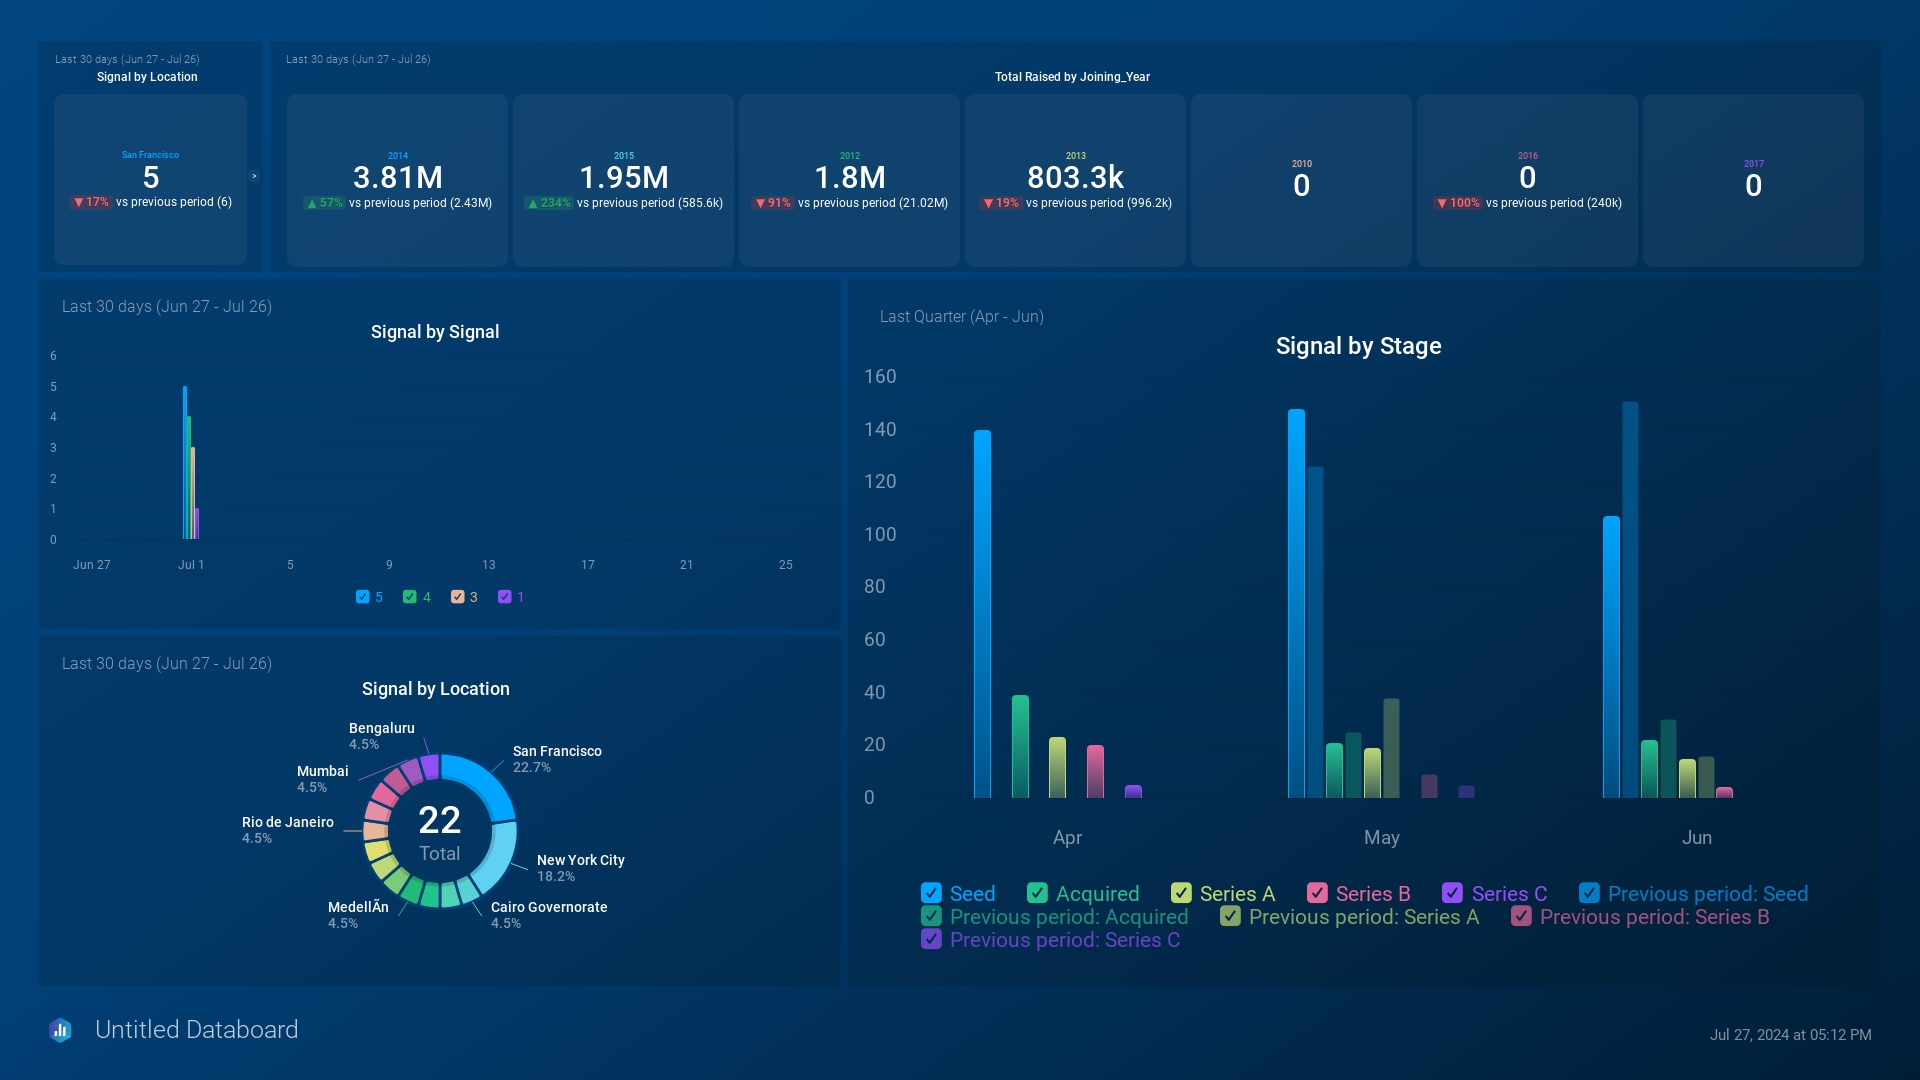 Last 30 days (Jun 27 - Jul 26)
Signal by Location
San Francisco
5
▼ 17% vs previous period (6)
>
Last 30 days (Jun 27 - Jul 26)
Total Raised by Joining_Year
2014
3.81M
▲ 57% vs previous period (2.43M)
2015
1.95M
▲ 234% vs previous period (585.6k)
2012
1.8M
▼ 91% vs previous period (21.02M)
2013
803.3k
▼ 19% vs previous period (996.2k)
2010
0
2016
0
▼ 100% vs previous period (240k)
2017
0
Last 30 days (Jun 27 - Jul 26)
Signal by Signal
6
5
4
3
2
1
0
Jun 27 Jul 1 5 9 13 17 21 25
5 4 3 1
Last 30 days (Jun 27 - Jul 26)
Signal by Location
Bengaluru
4.5%
San Francisco
22.7%
Mumbai
4.5%
Rio de Janeiro
4.5%
22
Total
New York City
18.2%
MedellÃn
4.5%
Cairo Governorate
4.5%
Last Quarter (Apr - Jun)
Signal by Stage
160
140
120
100
80
60
40
20
0
Apr May Jun
Seed Acquired Series A Series B Series C Previous period: Seed
Previous period: Acquired Previous period: Series A Previous period: Series B
Previous period: Series C
Untitled Databoard
Jul 27, 2024 at 05:12 PM